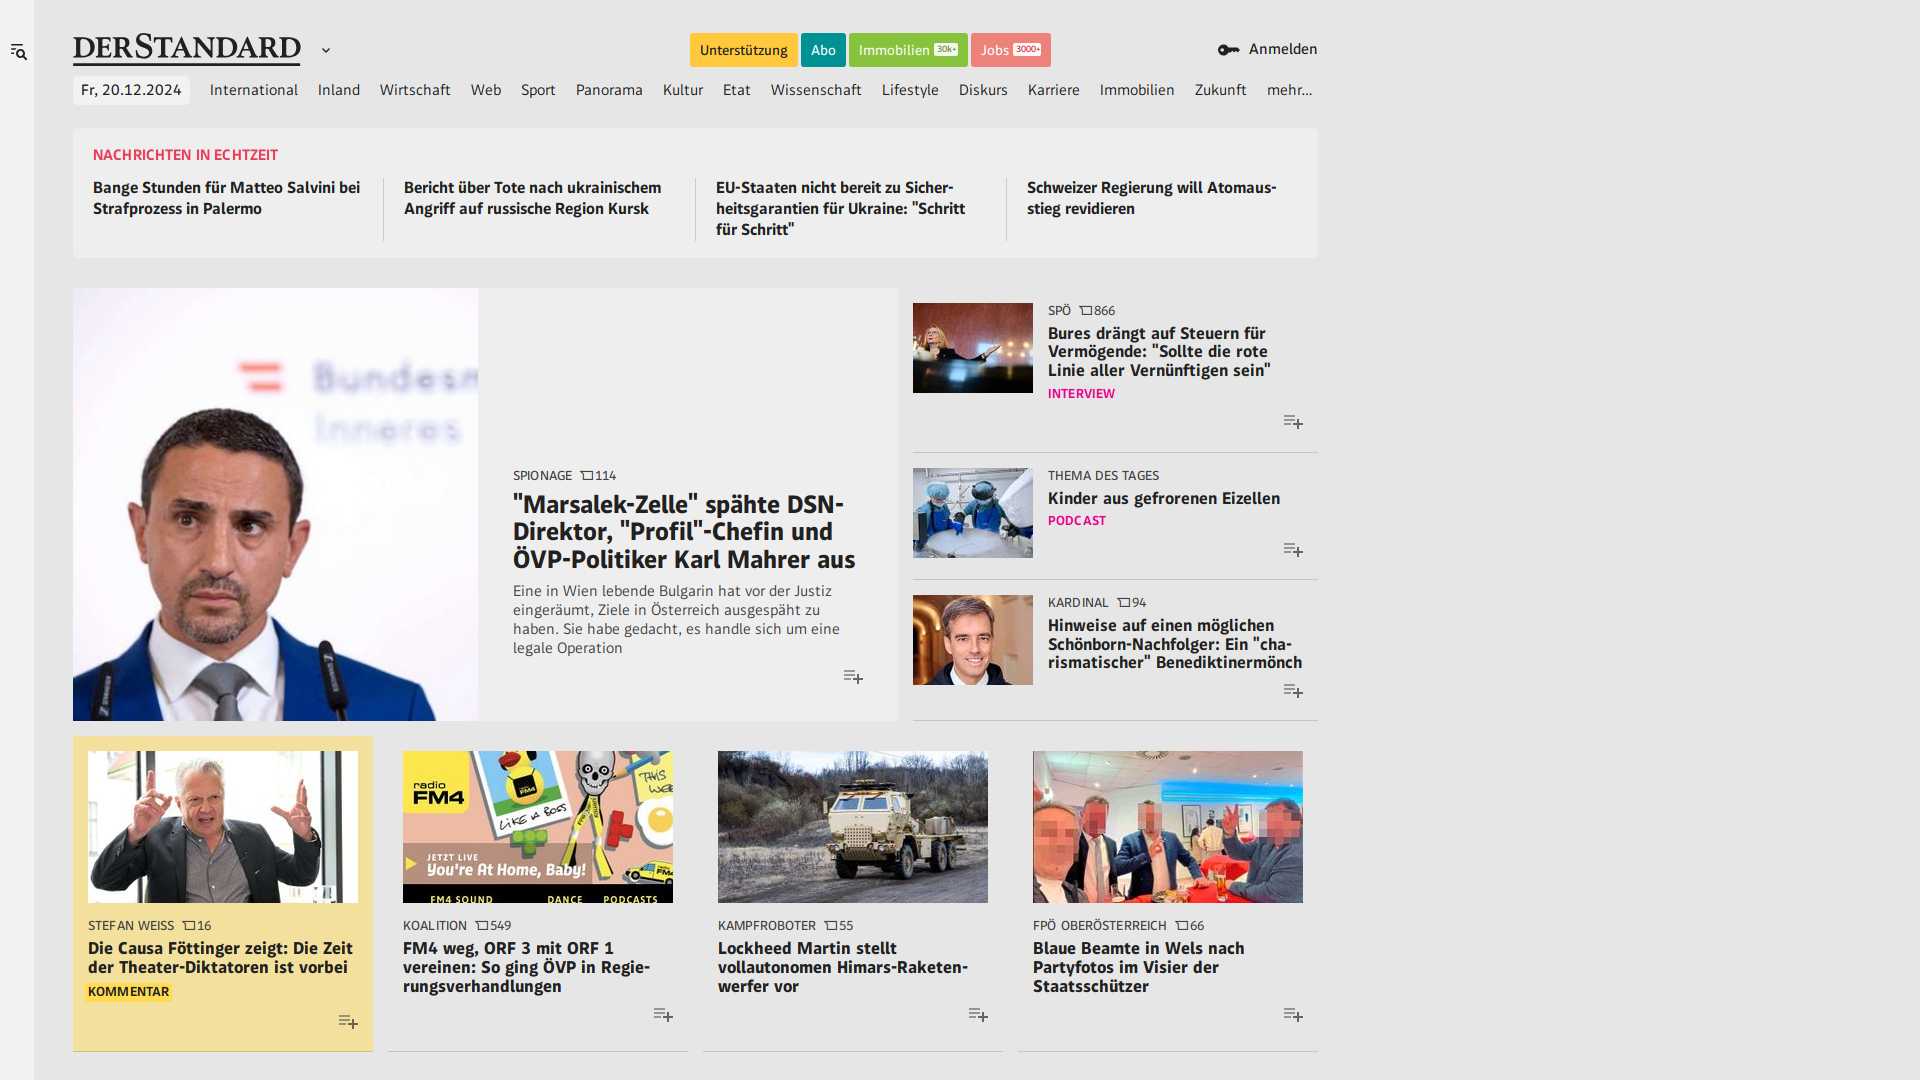 DERSTANDARD
Unterstützung
Abo
Immobilien 30k+
Jobs 3000+
Anmelden
Fr, 20.12.2024
International
Inland
Wirtschaft
Web
Sport
Panorama
Kultur
Etat
Wissenschaft
Lifestyle
Diskurs
Karriere
Immobilien
Zukunft
mehr…
NACHRICHTEN IN ECHTZEIT
Bange Stunden für Matteo Salvini bei
Strafprozess in Palermo
Bericht über Tote nach ukrainischem
Angriff auf russische Region Kursk
EU-Staaten nicht bereit zu Sicher-
heitsgarantien für Ukraine: "Schritt
für Schritt"
Schweizer Regierung will Atomaus-
stieg revidieren
Bundesm
Inneres
SPIONAGE 114
"Marsalek-Zelle" spähte DSN-
Direktor, "Profil"-Chefin und
ÖVP-Politiker Karl Mahrer aus
Eine in Wien lebende Bulgarin hat vor der Justiz
eingeräumt, Ziele in Österreich ausgespäht zu
haben. Sie habe gedacht, es handle sich um eine
legale Operation
SPÖ 866
Bures drängt auf Steuern für
Vermögende: "Sollte die rote
Linie aller Vernünftigen sein"
INTERVIEW
THEMA DES TAGES
Kinder aus gefrorenen Eizellen
PODCAST
KARDINAL 94
Hinweise auf einen möglichen
Schönborn-Nachfolger: Ein "cha-
rismatischer" Benediktinermönch
STEFAN WEISS 16
Die Causa Föttinger zeigt: Die Zeit
der Theater-Diktatoren ist vorbei
KOMMENTAR
radio
FM4
THIS
WE
LIKE A BOSS
JETZT LIVE
You're At Home, Baby!
FM4 SOUND
DANCE
PODCASTS
KOALITION 549
FM4 weg, ORF 3 mit ORF 1
vereinen: So ging ÖVP in Regie-
rungsverhandlungen
KAMPFROBOTER 55
Lockheed Martin stellt
vollautonomen Himars-Raketen-
werfer vor
FPÖ OBERÖSTERREICH 66
Blaue Beamte in Wels nach
Partyfotos im Visier der
Staatsschützer